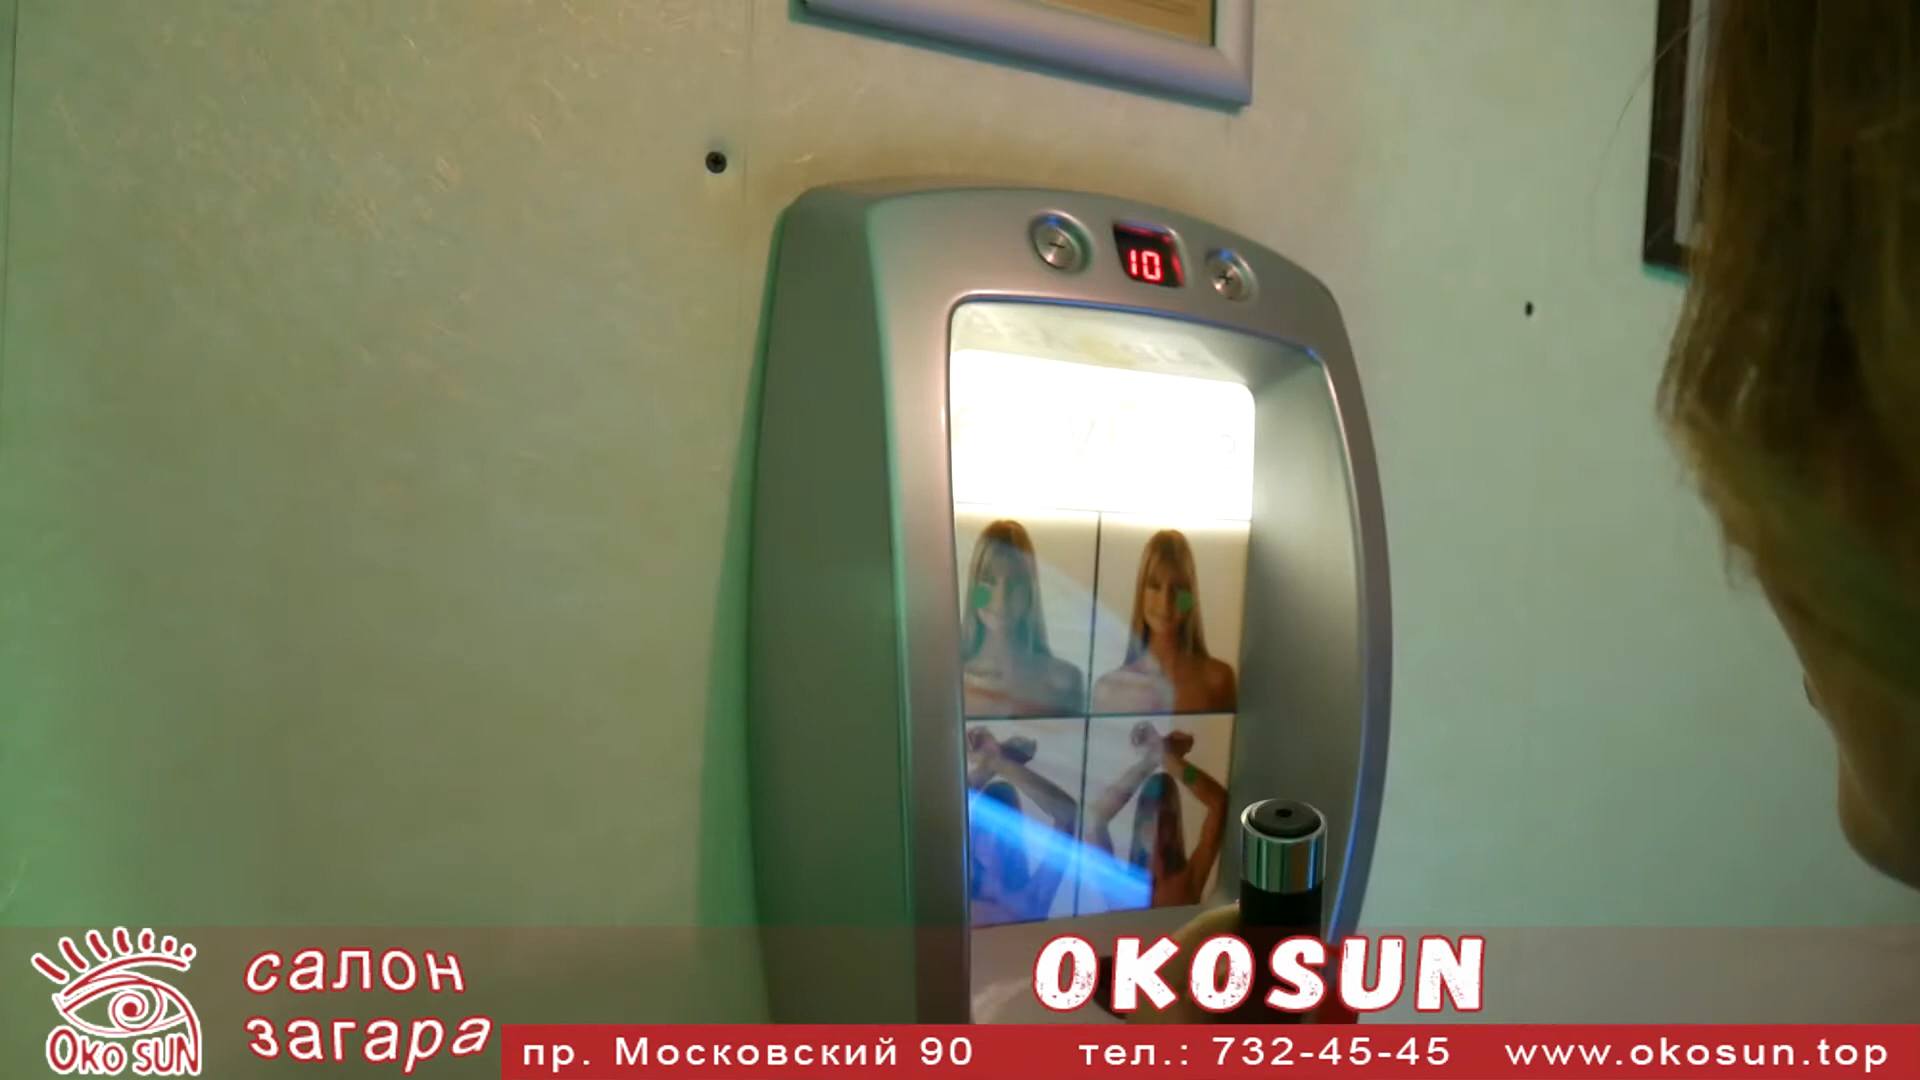 10
OKO SUN
салон
загара
OKOSUN
пр. Московский 90 тел.: 732-45-45 www.okosun.top